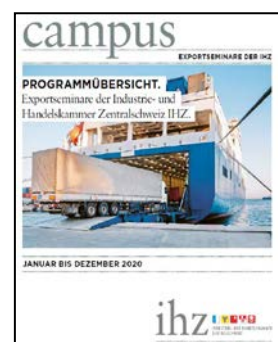 campus
EXPORTSEMINARE DER IHZ
PROGRAMMÜBERSICHT.
Exportseminare der Industrie- und
Handelskammer Zentralschweiz IHZ.
JANUAR BIS DEZEMBER 2020
ihz